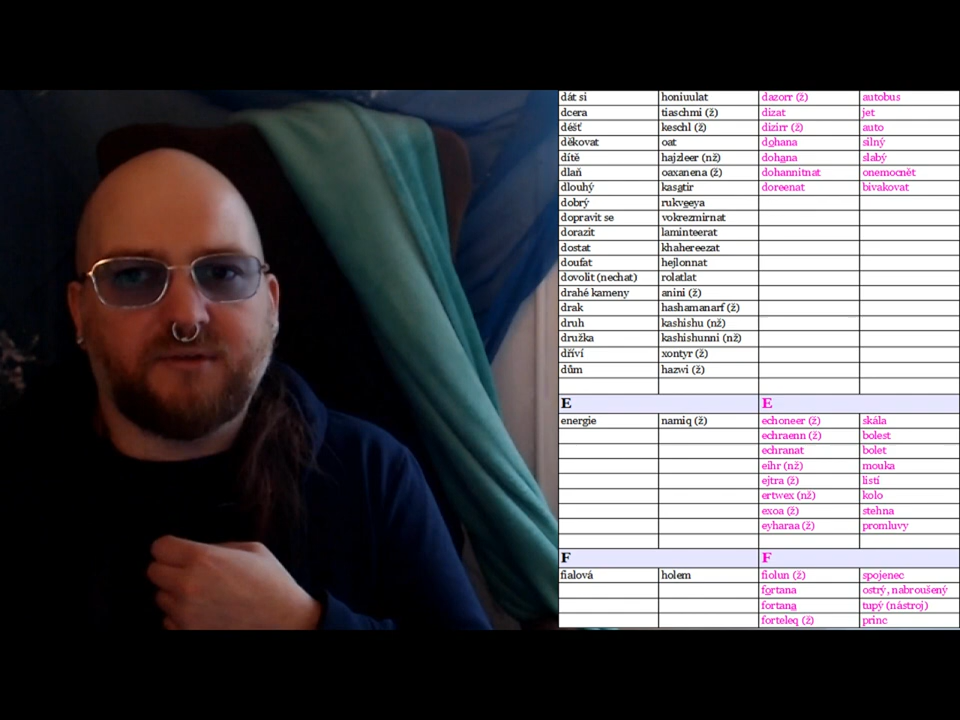 dát si honiuulat dazorr (ž) autobus
dcera tiaschmi (ž) dizat jet
déšť keschl (ž) dizirr (ž) auto
děkovat oat dohana silný
dítě hajzleer (nž) dohana slabý
dlaň oaxanena (ž) dohannitnat onemocnět
dlouhý kasatir doreenat bivakovat
dobrý rukveeya
dopravit se vokrezmirnat
dorazit laminteerat
dostat khahereezat
doufat hejlonnat
dovolit (nechat) rolatlat
drahé kameny anini (ž)
drak hashamanarf (ž)
druh kashishu (nž)
družka kashishunni (nž)
dříví xontyr (ž)
dům hazwi (ž)
E E
energie namiq (ž) echoneer (ž) skála
echraenn (ž) bolest
echranat bolet
eihr (nž) mouka
ejtra (ž) listí
ertwex (nž) kolo
exoa (ž) stehna
eyharaa (ž) promluvy
F F
fialová holem fiolun (ž) spojenec
fortana ostrý, nabroušený
fortana tupý (nástroj)
forteleq (ž) princ